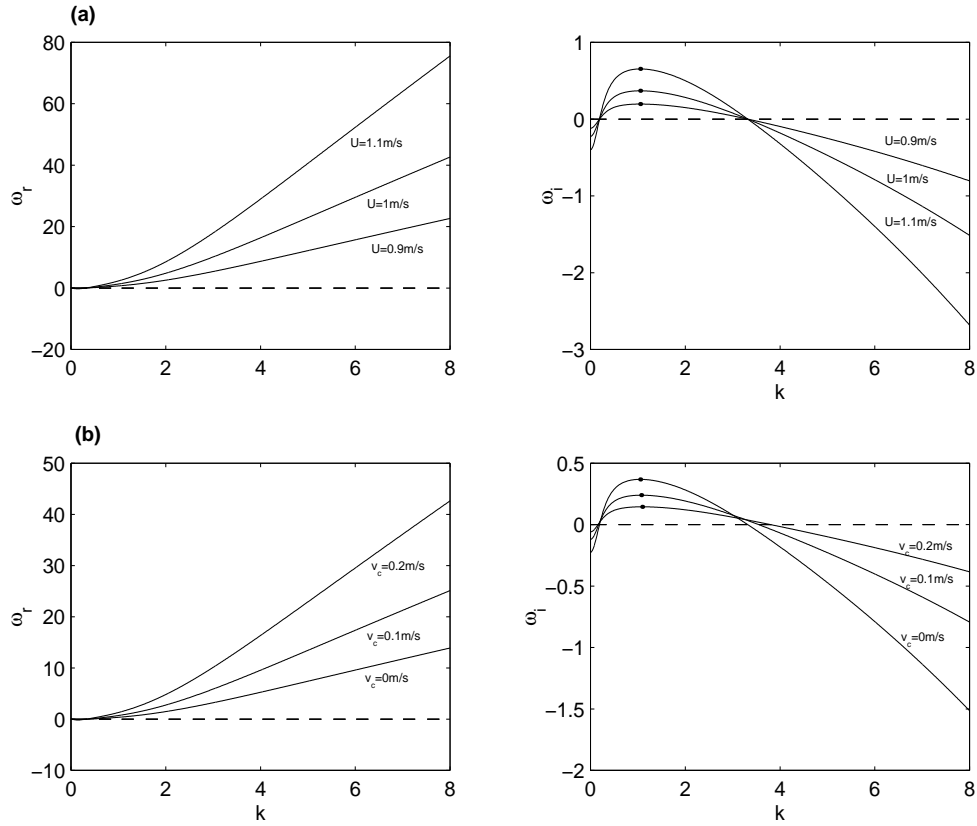 (a)
80
60
40
20
0
−20
ω_r
U=1.1m/s
U=1m/s
U=0.9m/s
0 2 4 6 8
1
0
−1
−2
−3
ω_i
U=0.9m/s
U=1m/s
U=1.1m/s
0 2 4 6 8
k
(b)
50
40
30
20
10
0
−10
ω_r
v_c=0.2m/s
v_c=0.1m/s
v_c=0m/s
0 2 4 6 8
k
0.5
0
−0.5
−1
−1.5
−2
ω_i
v_c=0.2m/s
v_c=0.1m/s
v_c=0m/s
0 2 4 6 8
k